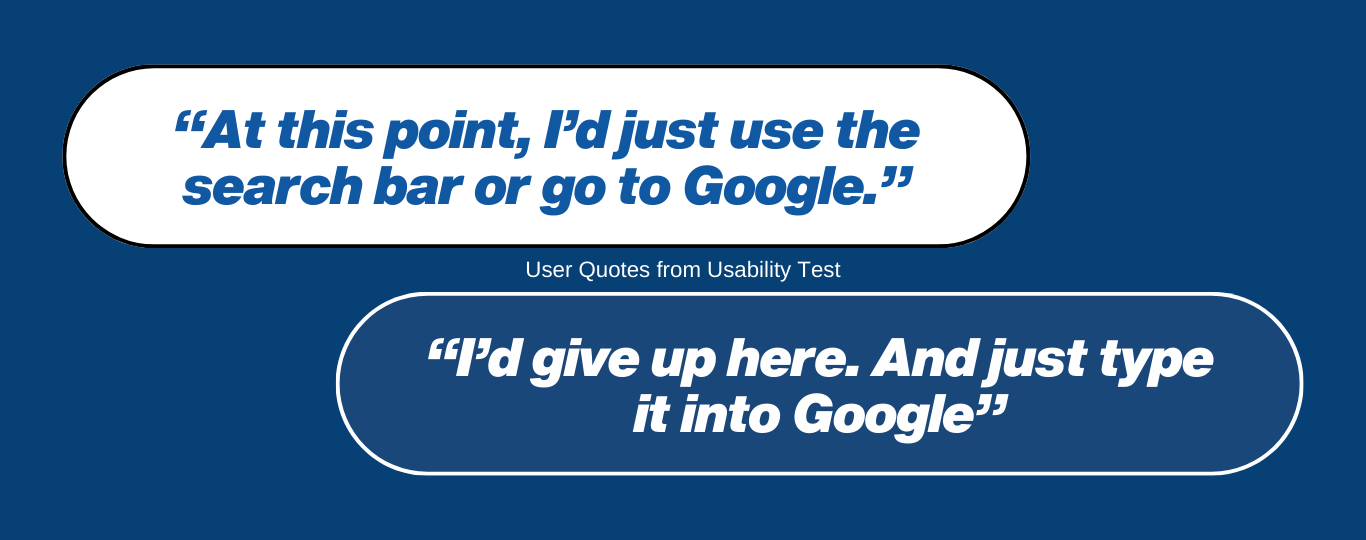 “At this point, I’d just use the
search bar or go to Google.”
User Quotes from Usability Test
“I’d give up here. And just type
it into Google”